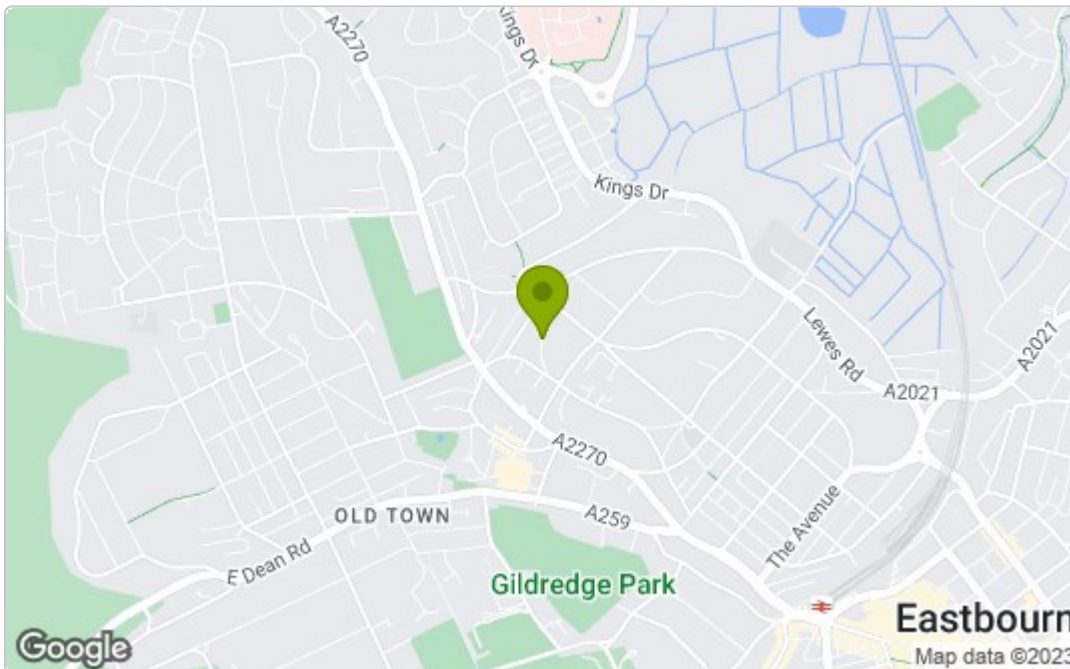 A2270
Kings Dr
Kings Dr
Lewes Rd
A2021
A2021
A2270
The Avenue
OLD TOWN
A259
E Dean Rd
Gildredge Park
Eastbourn
Google
Map data ©2023